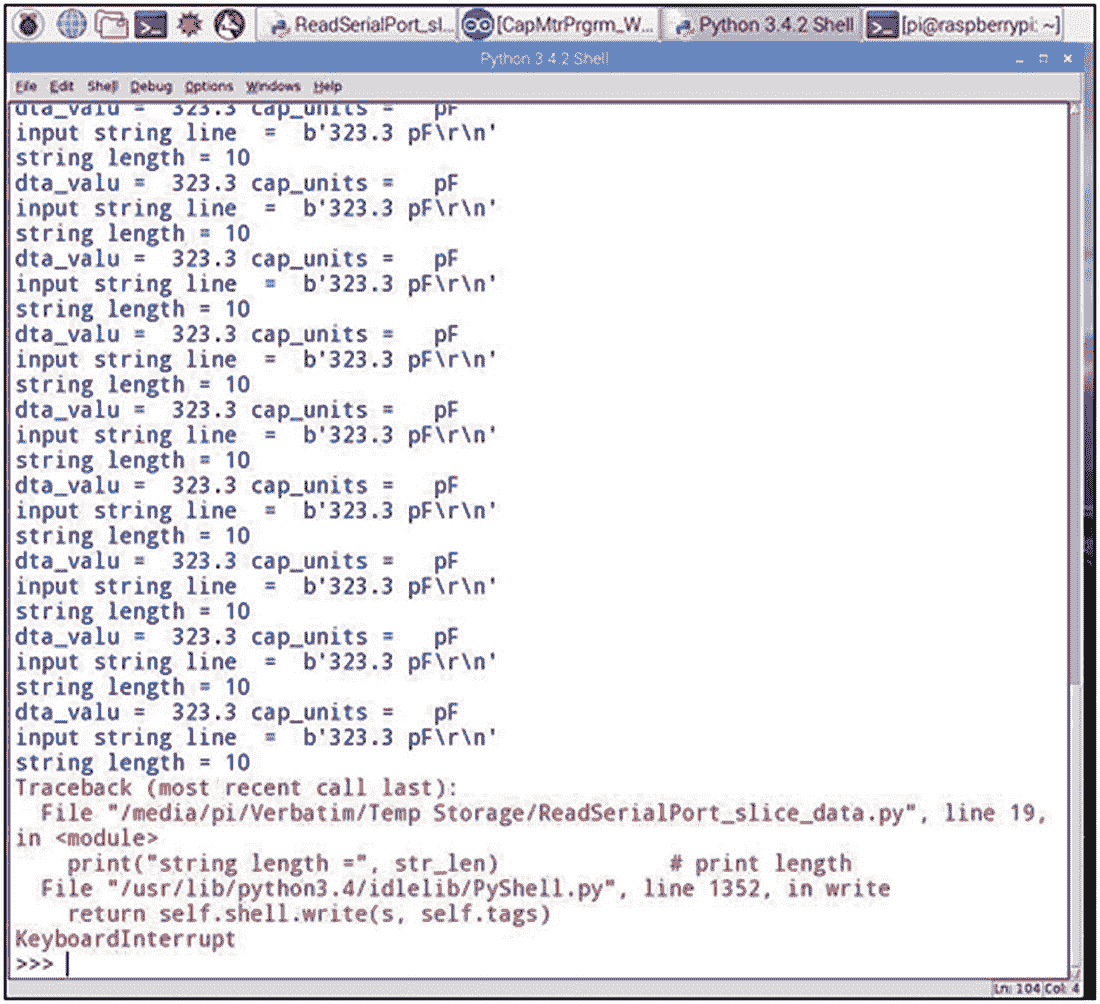 ReadSerialPort_sl... [CapMtrPrgrm_W... Python 3.4.2 Shell [pi@raspberrypi: ~]
Python 3.4.2 Shell
File Edit Shell Debug Options Windows Help
dta_valu =  323.3 cap_units =   pF
input string line  =  b'323.3 pF\r\n'
string length = 10
dta_valu =  323.3 cap_units =   pF
input string line  =  b'323.3 pF\r\n'
string length = 10
dta_valu =  323.3 cap_units =   pF
input string line  =  b'323.3 pF\r\n'
string length = 10
dta_valu =  323.3 cap_units =   pF
input string line  =  b'323.3 pF\r\n'
string length = 10
dta_valu =  323.3 cap_units =   pF
input string line  =  b'323.3 pF\r\n'
string length = 10
dta_valu =  323.3 cap_units =   pF
input string line  =  b'323.3 pF\r\n'
string length = 10
dta_valu =  323.3 cap_units =   pF
input string line  =  b'323.3 pF\r\n'
string length = 10
dta_valu =  323.3 cap_units =   pF
input string line  =  b'323.3 pF\r\n'
string length = 10
dta_valu =  323.3 cap_units =   pF
input string line  =  b'323.3 pF\r\n'
string length = 10
Traceback (most recent call last):
  File "/media/pi/Verbatim/Temp Storage/ReadSerialPort_slice_data.py", line 19,
in <module>
    print("string length =", str_len)             # print length
  File "/usr/lib/python3.4/idlelib/PyShell.py", line 1352, in write
    return self.shell.write(s, self.tags)
KeyboardInterrupt
>>>
Ln: 104 Col: 4